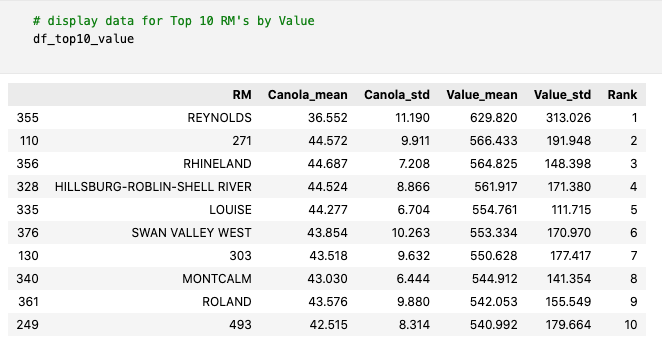 # display data for Top 10 RM's by Value
df_top10_value
RM Canola_mean Canola_std Value_mean Value_std Rank
355 REYNOLDS 36.552 11.190 629.820 313.026 1
110 271 44.572 9.911 566.433 191.948 2
356 RHINELAND 44.687 7.208 564.825 148.398 3
328 HILLSBURG-ROBLIN-SHELL RIVER 44.524 8.866 561.917 171.380 4
335 LOUISE 44.277 6.704 554.761 111.715 5
376 SWAN VALLEY WEST 43.854 10.263 553.334 170.970 6
130 303 43.518 9.632 550.628 177.417 7
340 MONTCALM 43.030 6.444 544.912 141.354 8
361 ROLAND 43.576 9.880 542.053 155.549 9
249 493 42.515 8.314 540.992 179.664 10